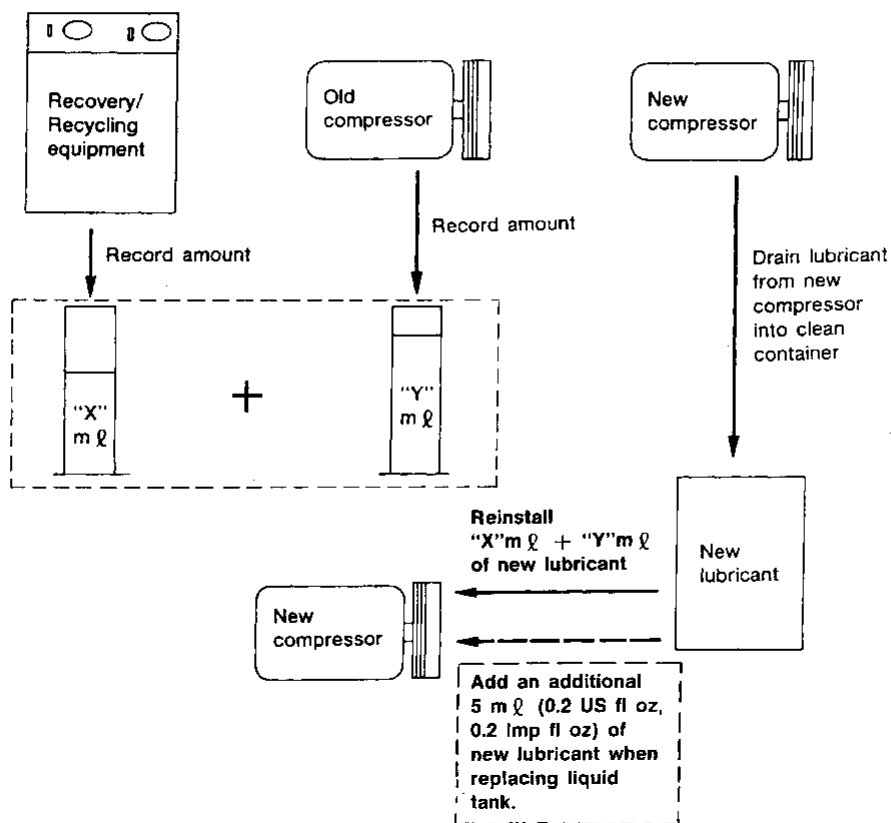 Recovery/
Recycling
equipment
Old
compressor
New
compressor
Record amount
Record amount
Drain lubricant
from new
compressor
into clean
container
"X"
mℓ
+
"Y"
mℓ
Reinstall
"X"mℓ + "Y"mℓ
of new lubricant
New
lubricant
New
compressor
Add an additional
5 mℓ (0.2 US fl oz,
0.2 Imp fl oz) of
new lubricant when
replacing liquid
tank.